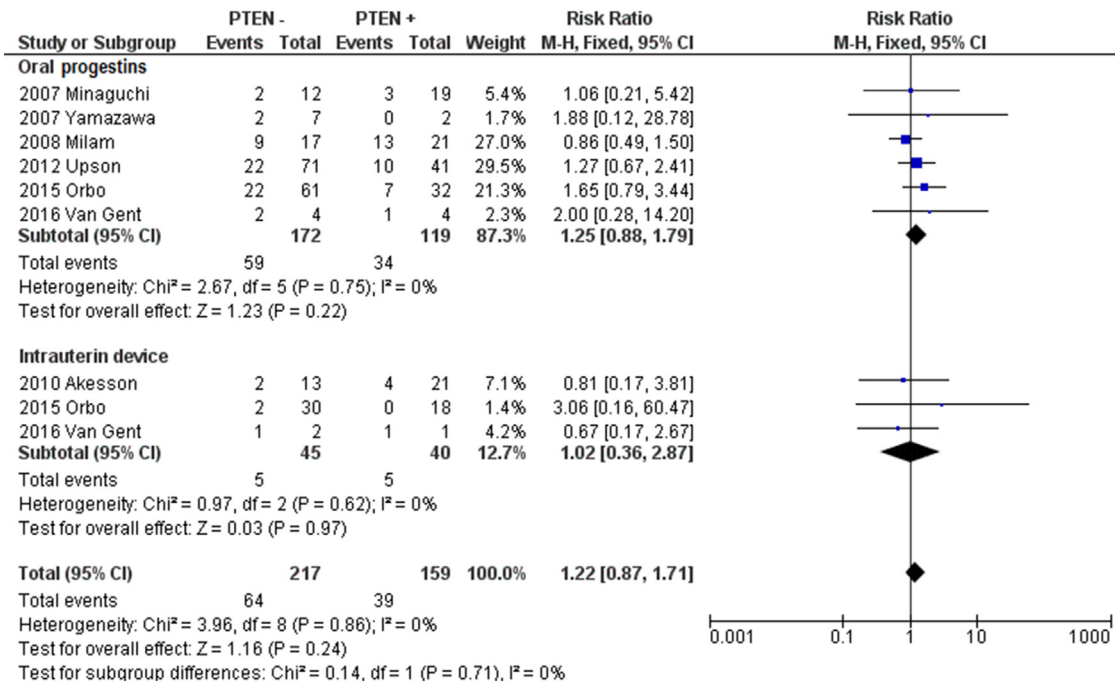 PTEN - PTEN + Risk Ratio Risk Ratio
Study or Subgroup Events Total Events Total Weight M-H, Fixed, 95% CI M-H, Fixed, 95% CI
Oral progestins
2007 Minaguchi 2 12 3 19 5.4% 1.06 [0.21, 5.42]
2007 Yamazawa 2 7 0 2 1.7% 1.88 [0.12, 28.78]
2008 Milam 9 17 13 21 27.0% 0.86 [0.49, 1.50]
2012 Upson 22 71 10 41 29.5% 1.27 [0.67, 2.41]
2015 Orbo 22 61 7 32 21.3% 1.65 [0.79, 3.44]
2016 Van Gent 2 4 1 4 2.3% 2.00 [0.28, 14.20]
Subtotal (95% CI) 172 119 87.3% 1.25 [0.88, 1.79]
Total events 59 34
Heterogeneity: Chi² = 2.67, df = 5 (P = 0.75); I² = 0%
Test for overall effect: Z = 1.23 (P = 0.22)
Intrauterin device
2010 Akesson 2 13 4 21 7.1% 0.81 [0.17, 3.81]
2015 Orbo 2 30 0 18 1.4% 3.06 [0.16, 60.47]
2016 Van Gent 1 2 1 1 4.2% 0.67 [0.17, 2.67]
Subtotal (95% CI) 45 40 12.7% 1.02 [0.36, 2.87]
Total events 5 5
Heterogeneity: Chi² = 0.97, df = 2 (P = 0.62); I² = 0%
Test for overall effect: Z = 0.03 (P = 0.97)
Total (95% CI) 217 159 100.0% 1.22 [0.87, 1.71]
Total events 64 39
Heterogeneity: Chi² = 3.96, df = 8 (P = 0.86); I² = 0%
Test for overall effect: Z = 1.16 (P = 0.24)
Test for subgroup differences: Chi² = 0.14, df = 1 (P = 0.71), I² = 0%
0.001 0.1 1 10 1000